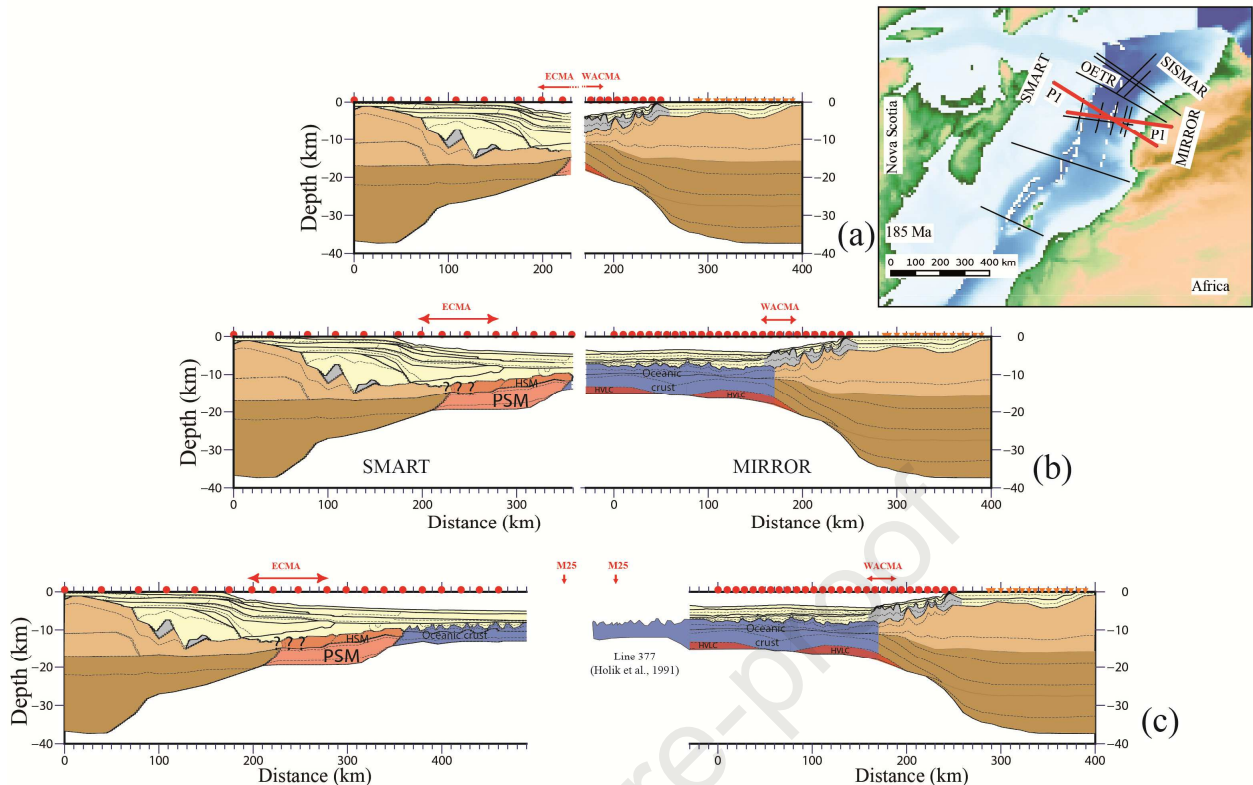 ECMA WACMA
Depth (km)
0 0
−10 −10
−20 −20
−30 −30
−40 −40
0 100 200 200 300 400
(a)
SMART
P1
OETR
SISMAR
P1
MIRROR
Nova Scotia
185 Ma
0 100 200 300 400 km
Africa
ECMA WACMA
Depth (km)
0 0
−10 −10
−20 −20
−30 −30
−40 −40
? ? ? HSM
PSM
Oceanic
crust
HVLC HVLC
SMART MIRROR
0 100 200 300 0 100 200 300 400
Distance (km) Distance (km)
(b)
ECMA M25 M25 WACMA
Depth (km)
0 0
−10 −10
−20 −20
−30 −30
−40 −40
? ? ? HSM Oceanic crust
PSM
Oceanic
crust
HVLC HVLC
Line 377
(Holik et al., 1991)
0 100 200 300 400 0 100 200 300 400
Distance (km) Distance (km)
(c)
re-proof